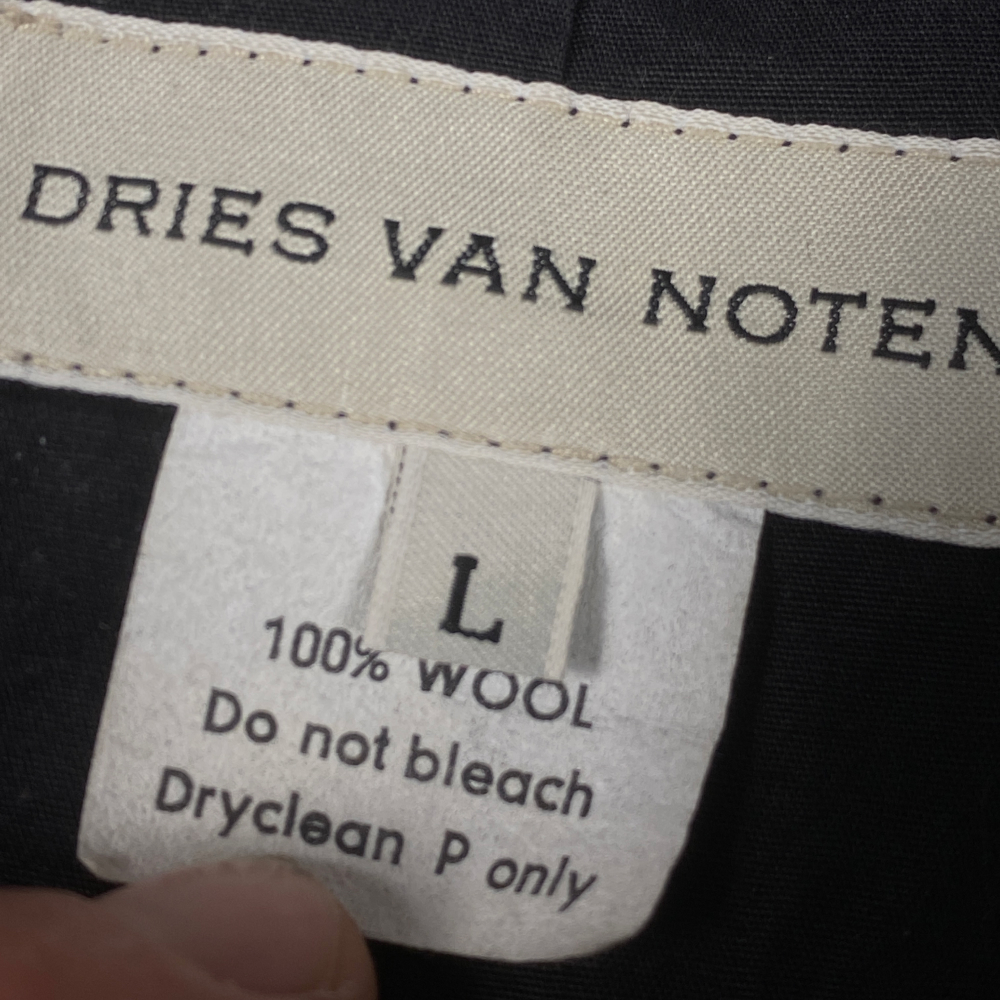 DRIES VAN NOTEN
L
100% WOOL
Do not bleach
Dryclean P only